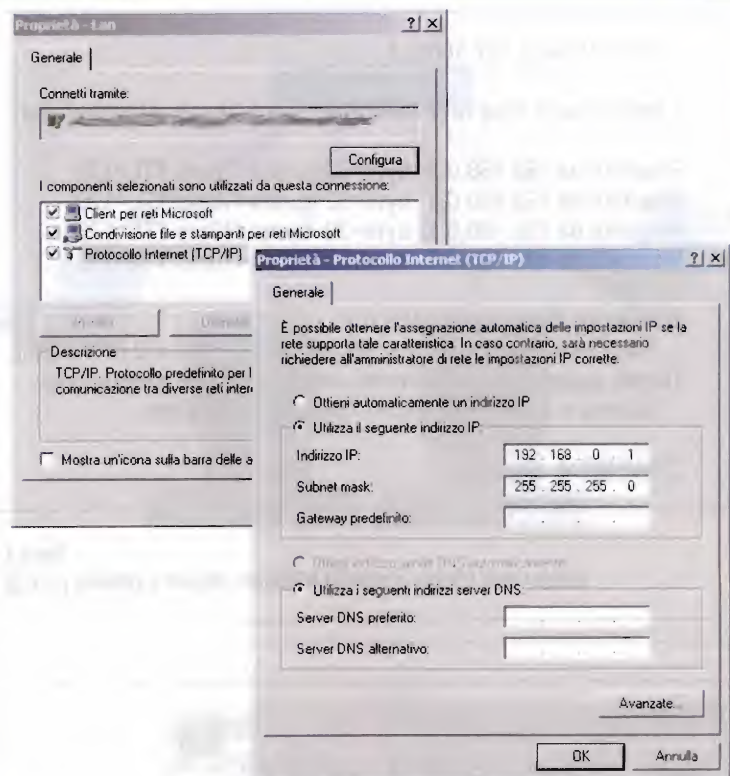 Proprietà - Lan
Generale
Connetti tramite:
Configura
I componenti selezionati sono utilizzati da questa connessione:
Client per reti Microsoft
Condivisione file e stampanti per reti Microsoft
Protocollo Internet (TCP/IP)
Descrizione
TCP/IP. Protocollo predefinito per l
comunicazione tra diverse reti inter
Mostra un'icona sulla barra delle a
Proprietà - Protocollo Internet (TCP/IP)
Generale
È possibile ottenere l'assegnazione automatica delle impostazioni IP se la
rete supporta tale caratteristica. In caso contrario, sarà necessario
richiedere all'amministratore di rete le impostazioni IP corrette.
Ottieni automaticamente un indirizzo IP
Utilizza il seguente indirizzo IP:
Indirizzo IP: 192 . 168 . 0 . 1
Subnet mask: 255 . 255 . 255 . 0
Gateway predefinito:
Utilizza i seguenti indirizzi server DNS
Server DNS preferito:
Server DNS alternativo:
Avanzate...
OK
Annulla